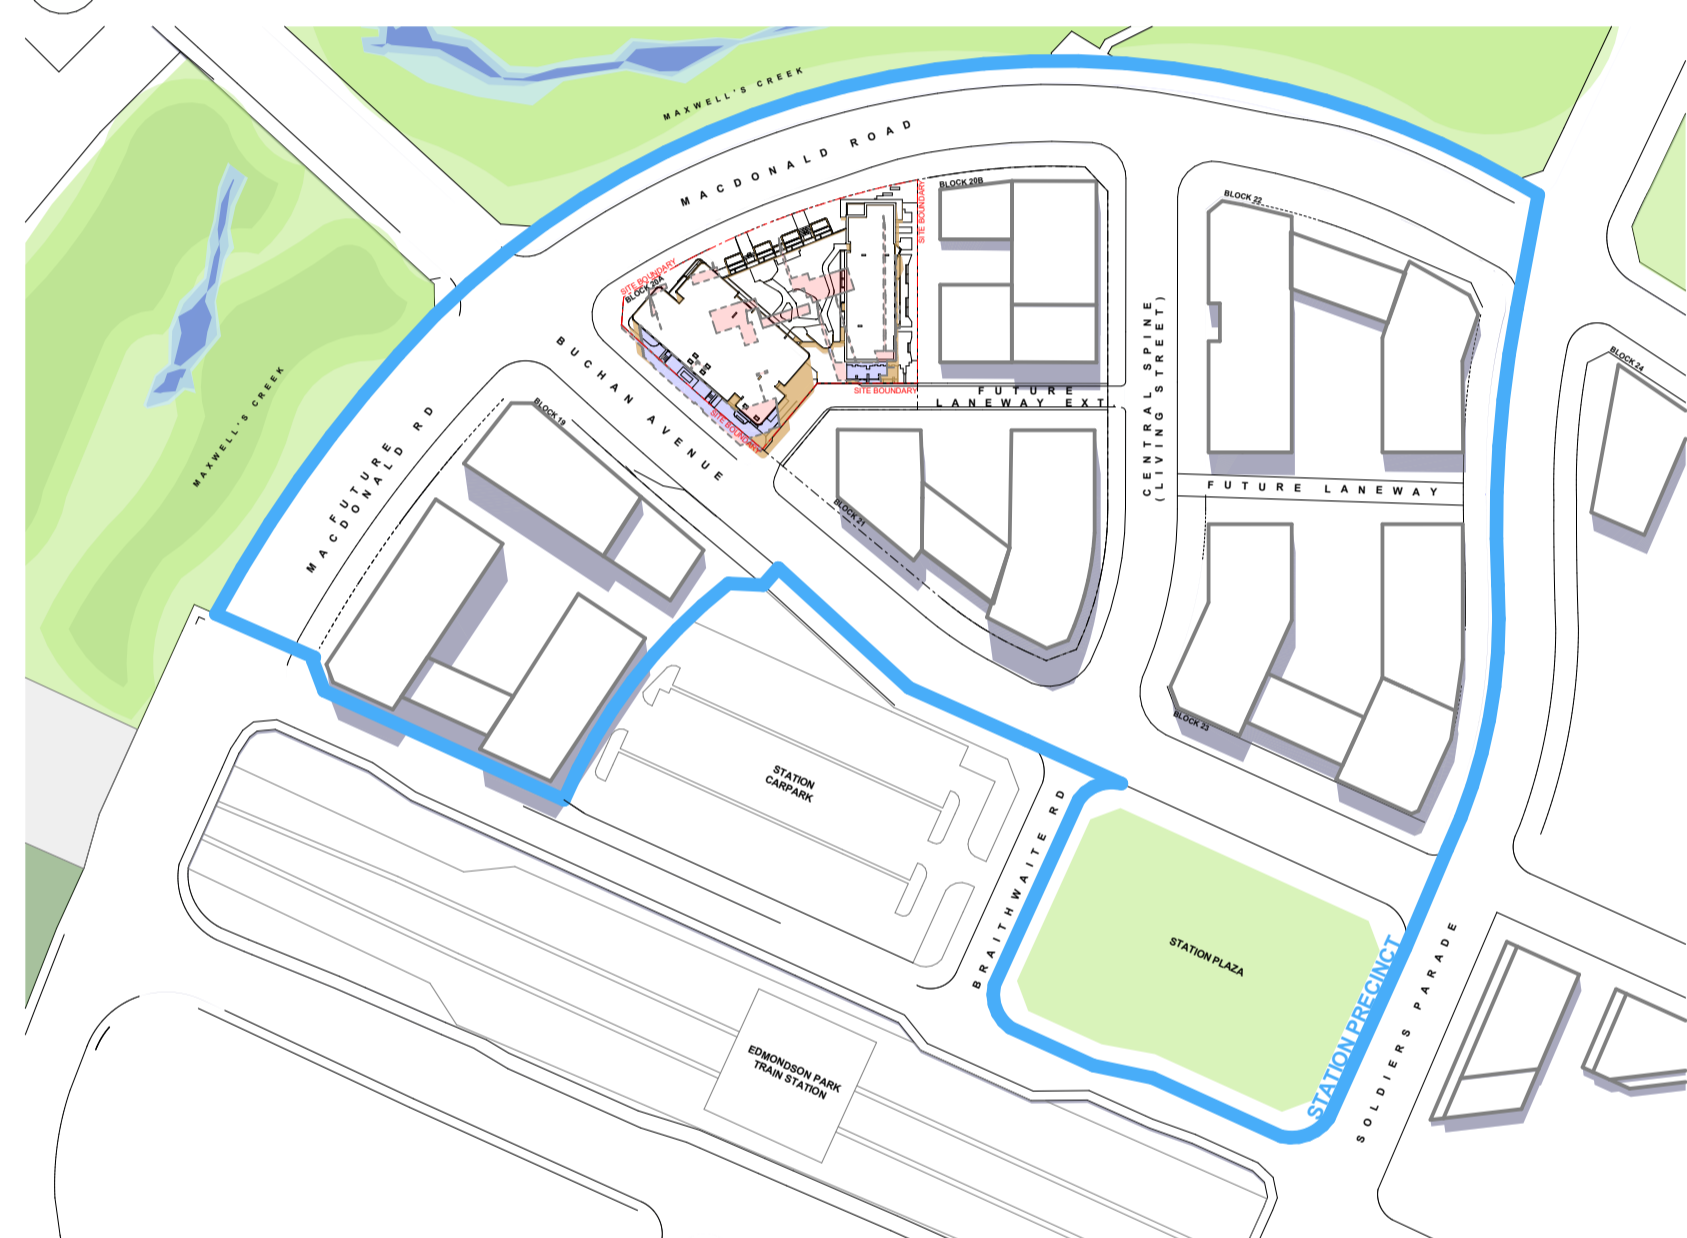 MAXWELL'S CREEK
MACDONALD ROAD
BLOCK 20B
SITE BOUNDARY
BLOCK 22
SITE BOUNDARY
BLOCK 20A
BUCHAN AVENUE
SITE BOUNDARY
SITE BOUNDARY
FUTURE
LANEWAY EXT.
CENTRAL SPINE
(LIVING STREET)
BLOCK 24
MAXWELL'S CREEK
FUTURE
MACDONALD RD
BLOCK 19
BLOCK 21
FUTURE LANEWAY
BLOCK 23
STATION
CARPARK
BRAITHWAITE RD
STATION PLAZA
STATION PRECINCT
SOLDIERS PARADE
EDMONDSON PARK
TRAIN STATION